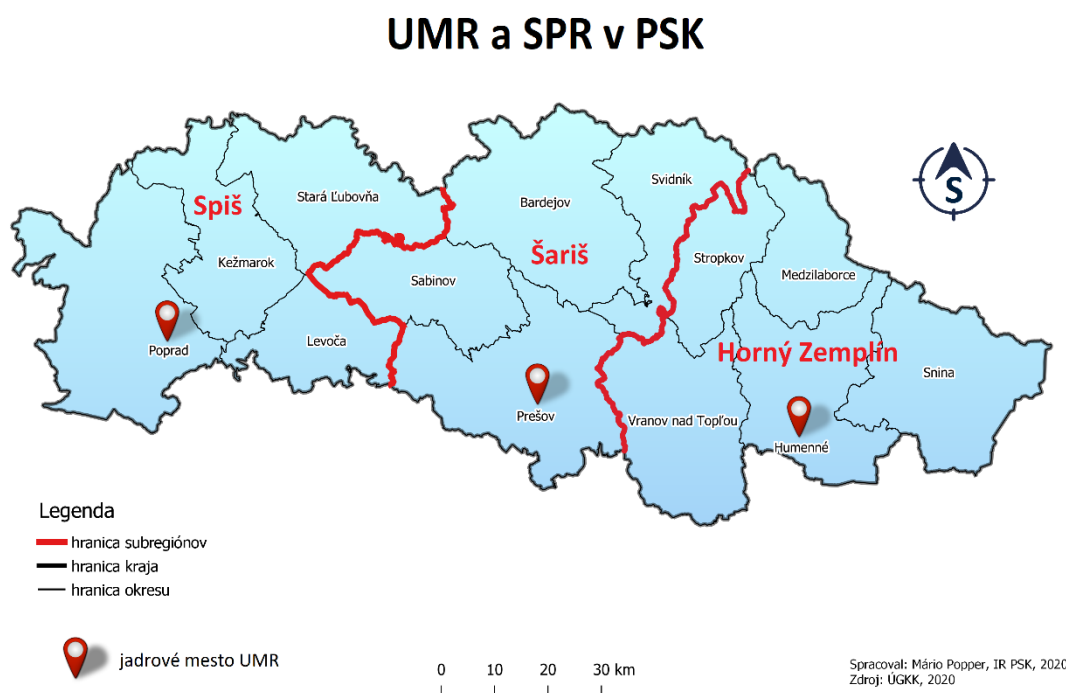 UMR a SPR v PSK
Svidník
Stará Ľubovňa
Bardejov
Spiš
S
Šariš
Stropkov
Kežmarok
Sabinov
Medzilaborce
Levoča
Poprad
Horný Zemplín
Snina
Prešov
Vranov nad Topľou
Humenné
Legenda
hranica subregiónov
hranica kraja
hranica okresu
jadrové mesto UMR
0 10 20 30 km
Spracoval: Mário Popper, IR PSK, 2020
Zdroj: ÚGKK, 2020